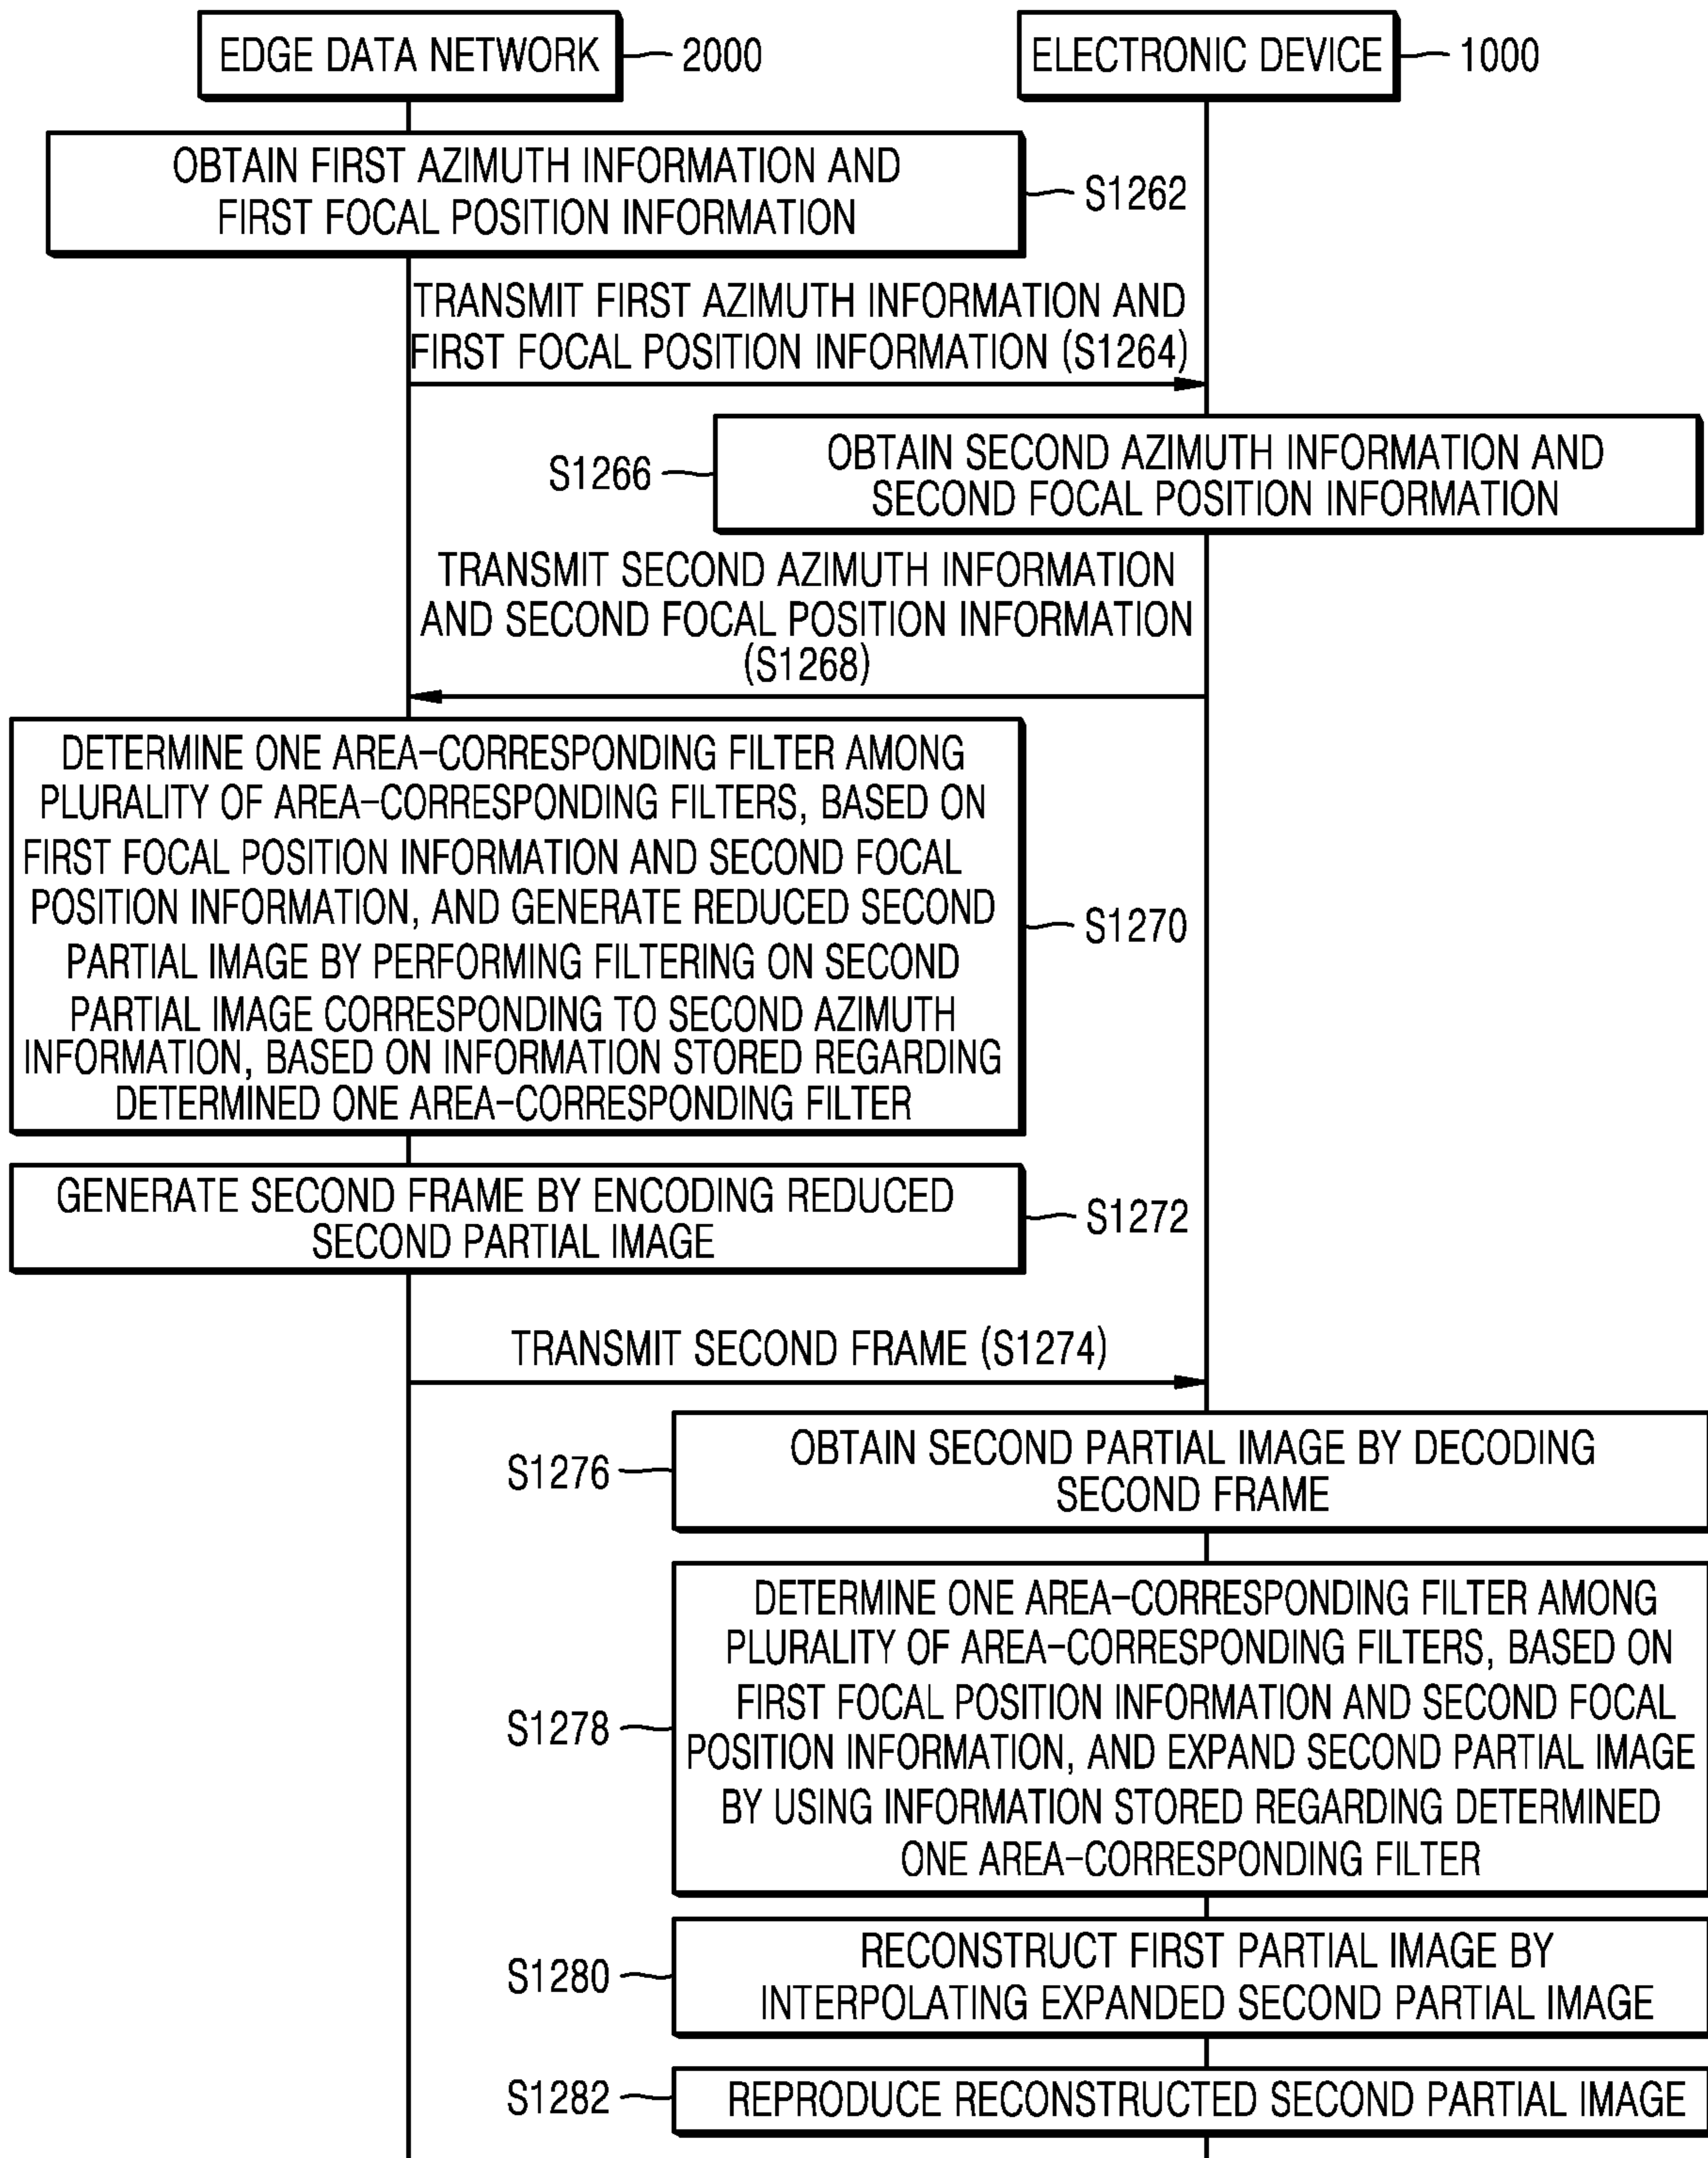 EDGE DATA NETWORK
2000
ELECTRONIC DEVICE
1000
OBTAIN FIRST AZIMUTH INFORMATION AND
FIRST FOCAL POSITION INFORMATION
S1262
TRANSMIT FIRST AZIMUTH INFORMATION AND
FIRST FOCAL POSITION INFORMATION (S1264)
S1266
OBTAIN SECOND AZIMUTH INFORMATION AND
SECOND FOCAL POSITION INFORMATION
TRANSMIT SECOND AZIMUTH INFORMATION
AND SECOND FOCAL POSITION INFORMATION
(S1268)
DETERMINE ONE AREA-CORRESPONDING FILTER AMONG
PLURALITY OF AREA-CORRESPONDING FILTERS, BASED ON
FIRST FOCAL POSITION INFORMATION AND SECOND FOCAL
POSITION INFORMATION, AND GENERATE REDUCED SECOND
PARTIAL IMAGE BY PERFORMING FILTERING ON SECOND
PARTIAL IMAGE CORRESPONDING TO SECOND AZIMUTH
INFORMATION, BASED ON INFORMATION STORED REGARDING
DETERMINED ONE AREA-CORRESPONDING FILTER
S1270
GENERATE SECOND FRAME BY ENCODING REDUCED
SECOND PARTIAL IMAGE
S1272
TRANSMIT SECOND FRAME (S1274)
S1276
OBTAIN SECOND PARTIAL IMAGE BY DECODING
SECOND FRAME
S1278
DETERMINE ONE AREA-CORRESPONDING FILTER AMONG
PLURALITY OF AREA-CORRESPONDING FILTERS, BASED ON
FIRST FOCAL POSITION INFORMATION AND SECOND FOCAL
POSITION INFORMATION, AND EXPAND SECOND PARTIAL IMAGE
BY USING INFORMATION STORED REGARDING DETERMINED
ONE AREA-CORRESPONDING FILTER
S1280
RECONSTRUCT FIRST PARTIAL IMAGE BY
INTERPOLATING EXPANDED SECOND PARTIAL IMAGE
S1282
REPRODUCE RECONSTRUCTED SECOND PARTIAL IMAGE